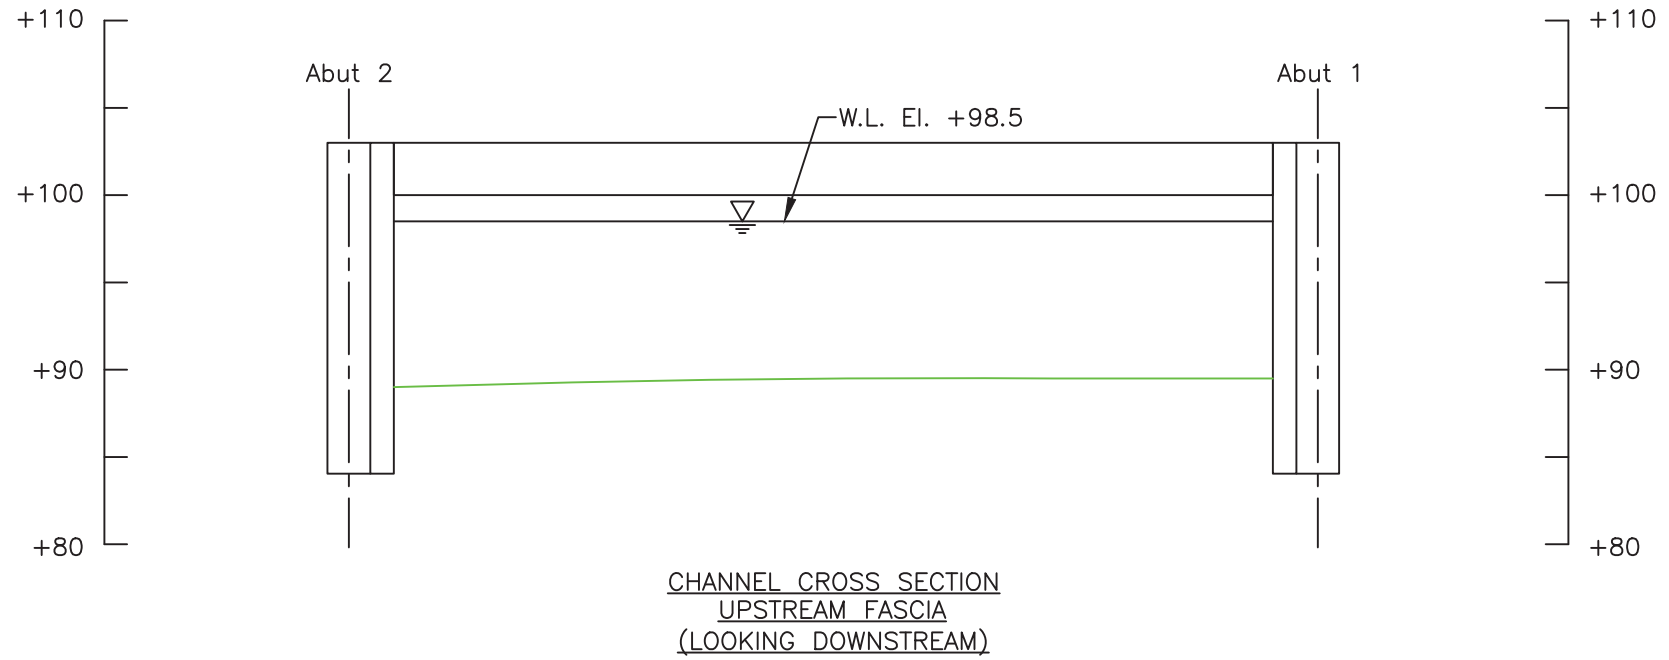 +110
+110
Abut 2
Abut 1
W.L. El. +98.5
+100
+100
+90
+90
+80
+80
CHANNEL CROSS SECTION
UPSTREAM FASCIA
(LOOKING DOWNSTREAM)